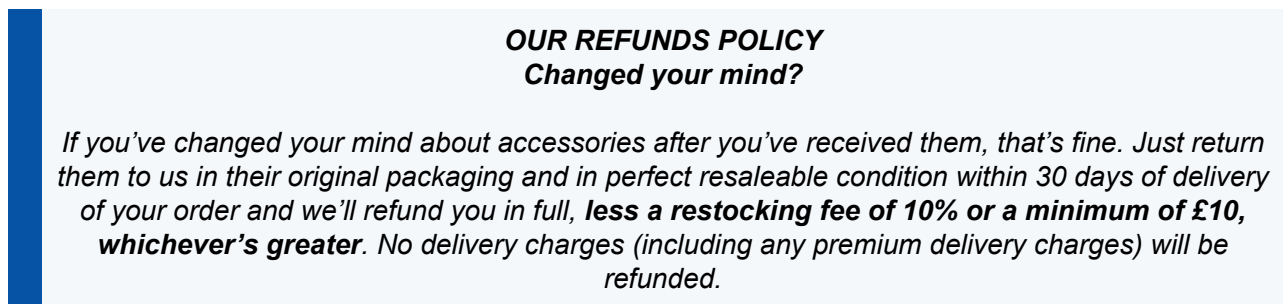 OUR REFUNDS POLICY
Changed your mind?
If you’ve changed your mind about accessories after you’ve received them, that’s fine. Just return
them to us in their original packaging and in perfect resaleable condition within 30 days of delivery
of your order and we’ll refund you in full, less a restocking fee of 10% or a minimum of £10,
whichever’s greater. No delivery charges (including any premium delivery charges) will be
refunded.